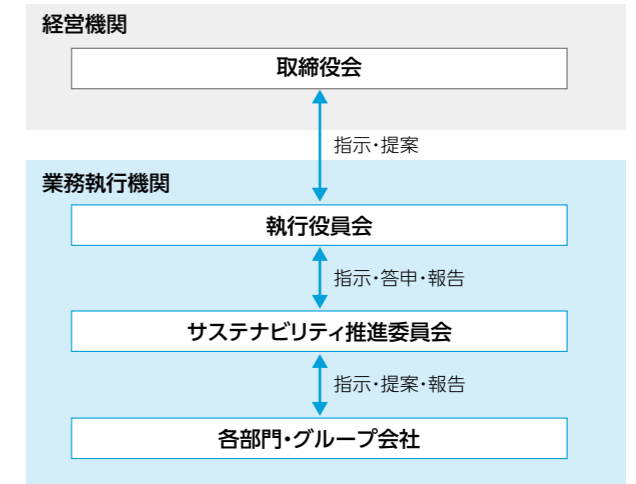 経営機関
取締役会
指示・提案
業務執行機関
執行役員会
指示・答申・報告
サステナビリティ推進委員会
指示・提案・報告
各部門・グループ会社